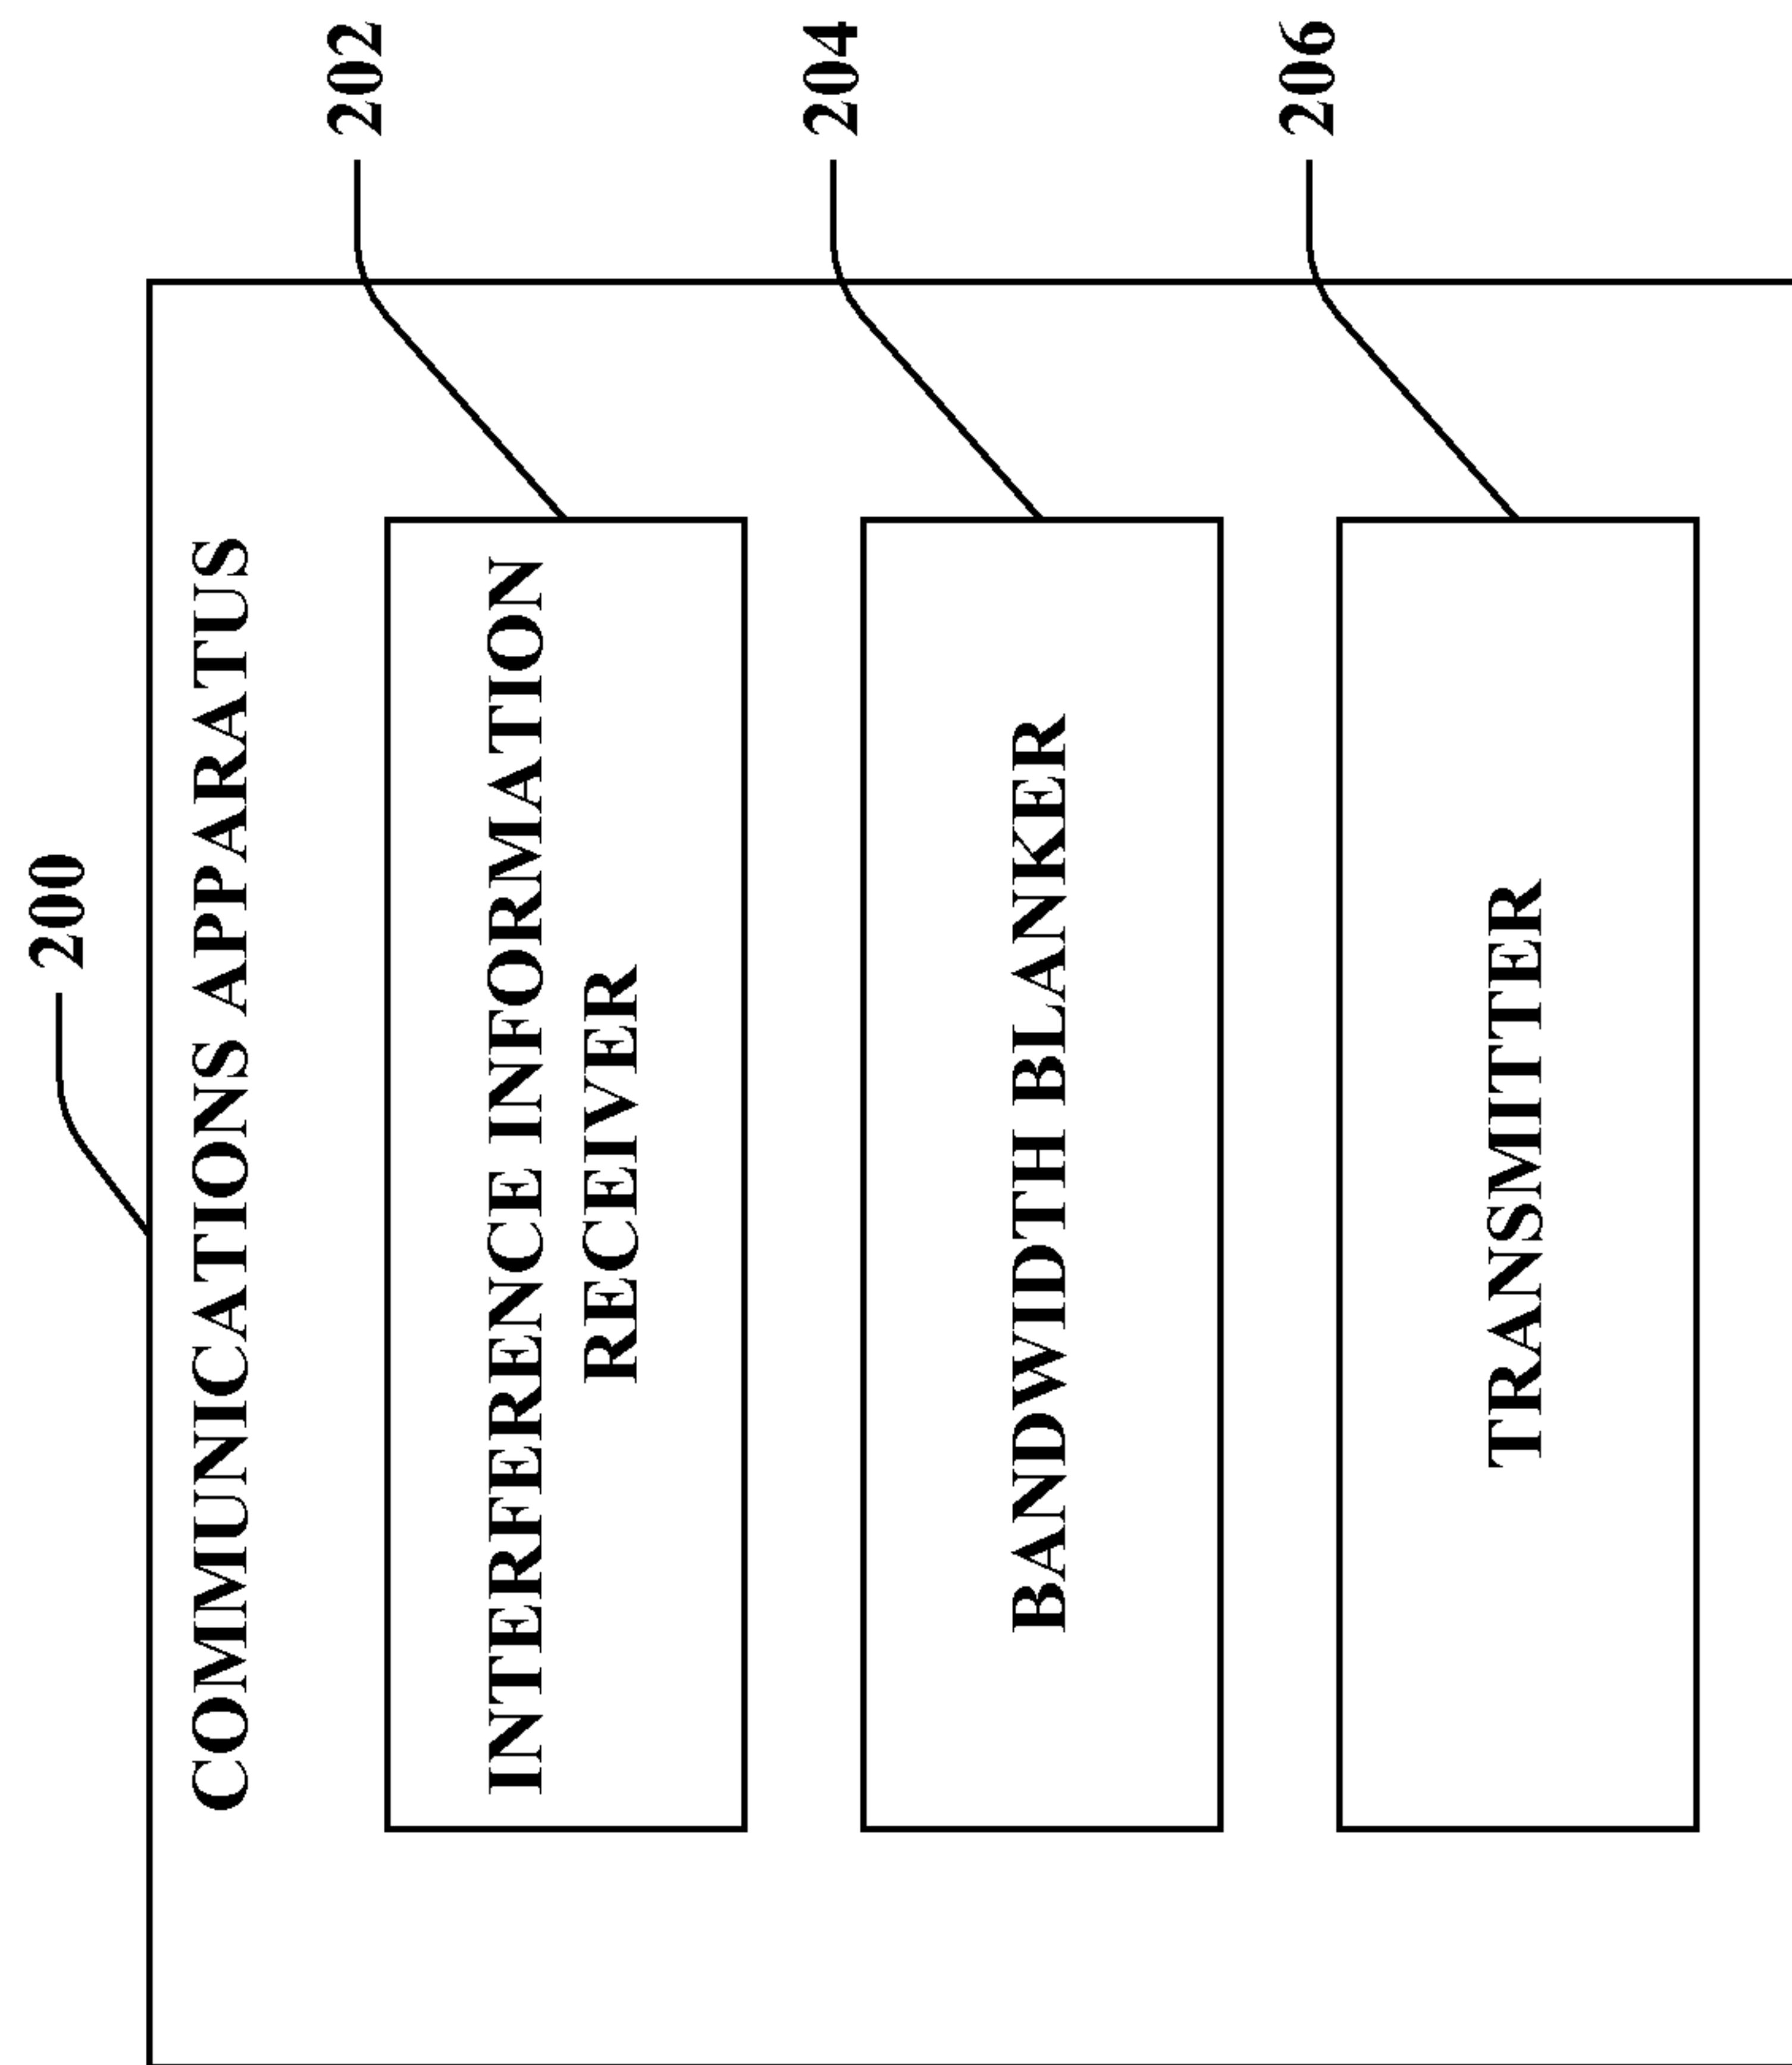 200
COMMUNICATIONS APPARATUS
202
INTERFERENCE INFORMATION
RECEIVER
204
BANDWIDTH BLANKER
206
TRANSMITTER